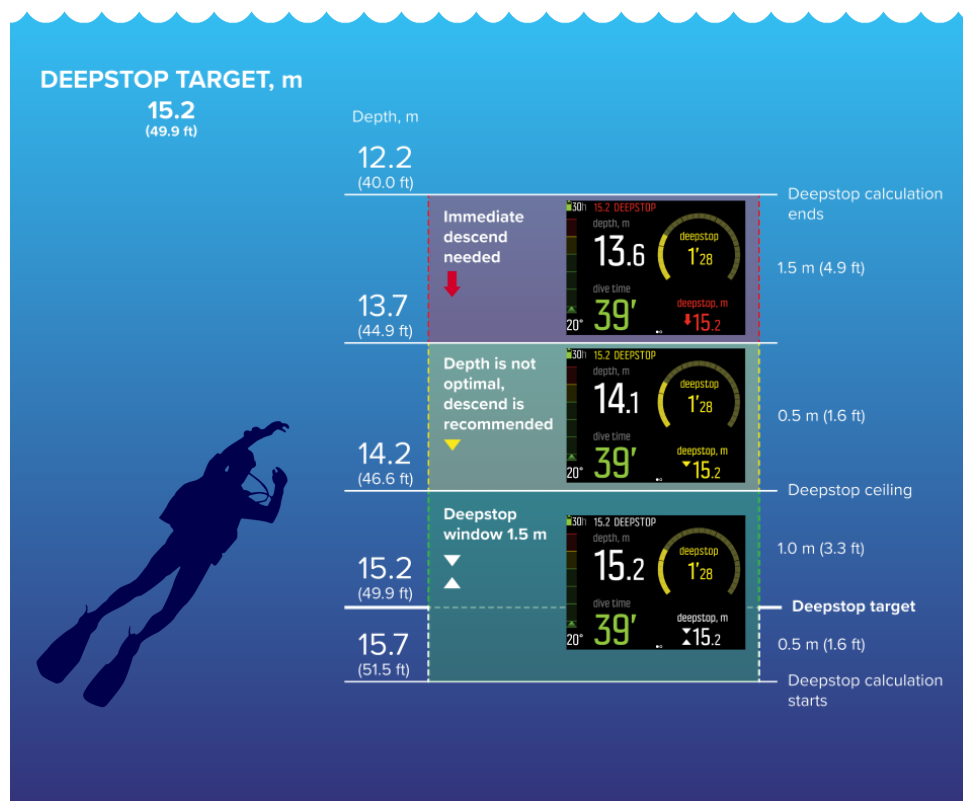 DEEPSTOP TARGET, m
15.2
(49.9 ft)
Depth, m
12.2
(40.0 ft)
Deepstop calculation
ends
Immediate
descend
needed
30h 15.2 DEEPSTOP
depth, m
13.6
deepstop
1'28
dive time
39'
20°
deepstop, m
15.2
1.5 m (4.9 ft)
13.7
(44.9 ft)
Depth is not
optimal,
descend is
recommended
30h 15.2 DEEPSTOP
depth, m
14.1
deepstop
1'28
dive time
39'
20°
deepstop, m
15.2
0.5 m (1.6 ft)
14.2
(46.6 ft)
Deepstop ceiling
Deepstop
window 1.5 m
30h 15.2 DEEPSTOP
depth, m
15.2
deepstop
1'28
dive time
39'
20°
deepstop, m
15.2
1.0 m (3.3 ft)
15.2
(49.9 ft)
Deepstop target
15.7
(51.5 ft)
0.5 m (1.6 ft)
Deepstop calculation
starts